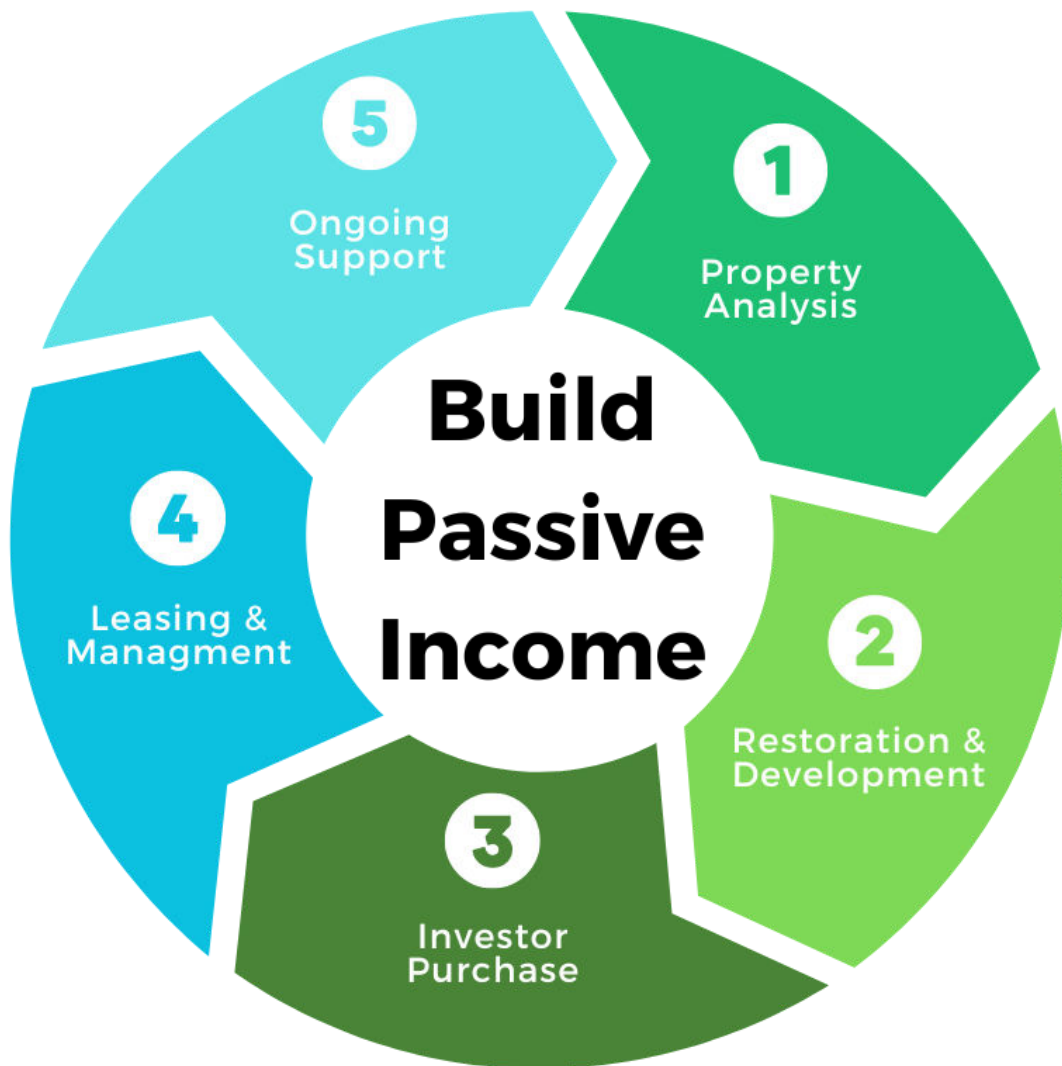 Build
Passive
Income
1
Property
Analysis
2
Restoration &
Development
3
Investor
Purchase
4
Leasing &
Managment
5
Ongoing
Support